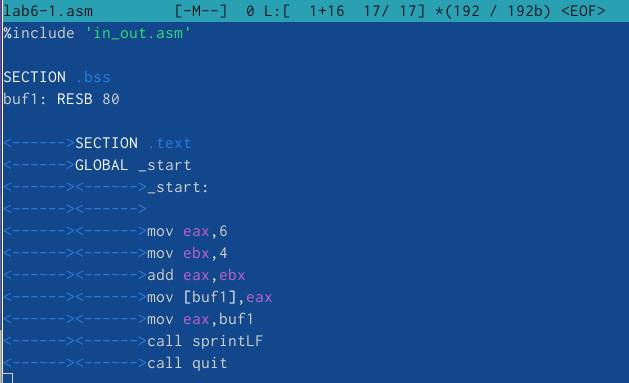 lab6-1.asm [-M--] 0 L:[ 1+16 17/ 17] *(192 / 192b) <EOF>
%include 'in_out.asm'
SECTION .bss
buf1: RESB 80
<------>SECTION .text
<------>GLOBAL _start
<------><------>_start:
<------><------>
<------><------>mov eax,6
<------><------>mov ebx,4
<------><------>add eax,ebx
<------><------>mov [buf1],eax
<------><------>mov eax,buf1
<------><------>call sprintLF
<------><------>call quit